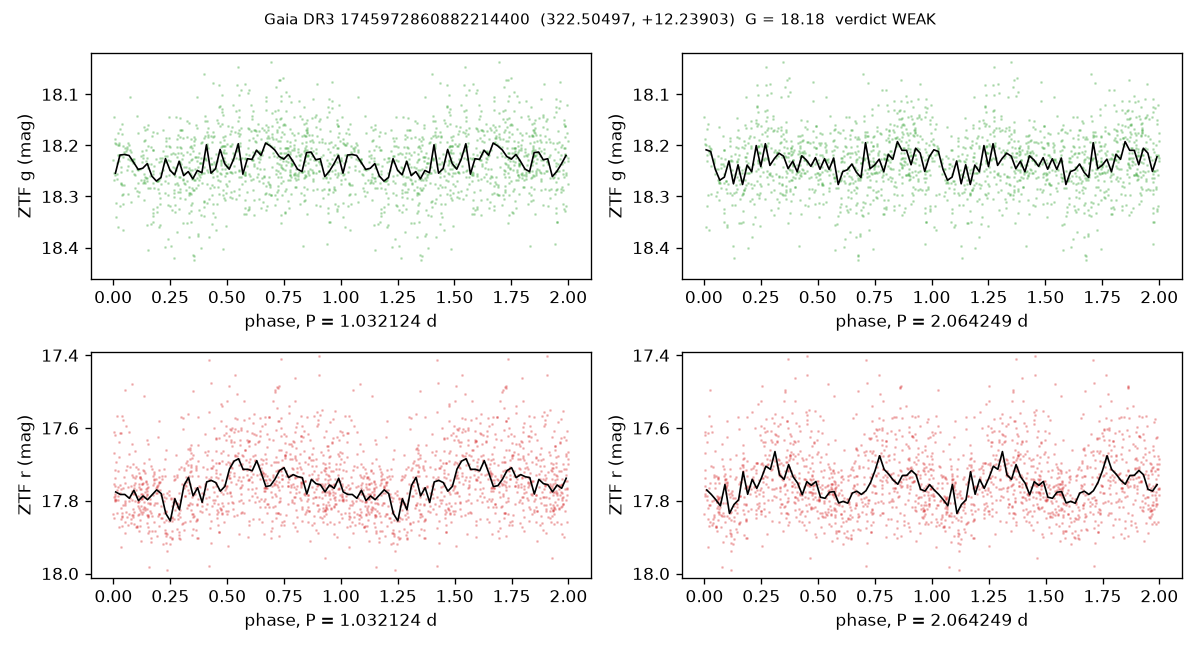 Gaia DR3 1745972860882214400  (322.50497, +12.23903)  G = 18.18  verdict WEAK
ZTF g (mag)
18.1
18.2
18.3
18.4
0.00 0.25 0.50 0.75 1.00 1.25 1.50 1.75 2.00
phase, P = 1.032124 d
ZTF g (mag)
18.1
18.2
18.3
18.4
0.00 0.25 0.50 0.75 1.00 1.25 1.50 1.75 2.00
phase, P = 2.064249 d
ZTF r (mag)
17.4
17.6
17.8
18.0
0.00 0.25 0.50 0.75 1.00 1.25 1.50 1.75 2.00
phase, P = 1.032124 d
ZTF r (mag)
17.4
17.6
17.8
18.0
0.00 0.25 0.50 0.75 1.00 1.25 1.50 1.75 2.00
phase, P = 2.064249 d